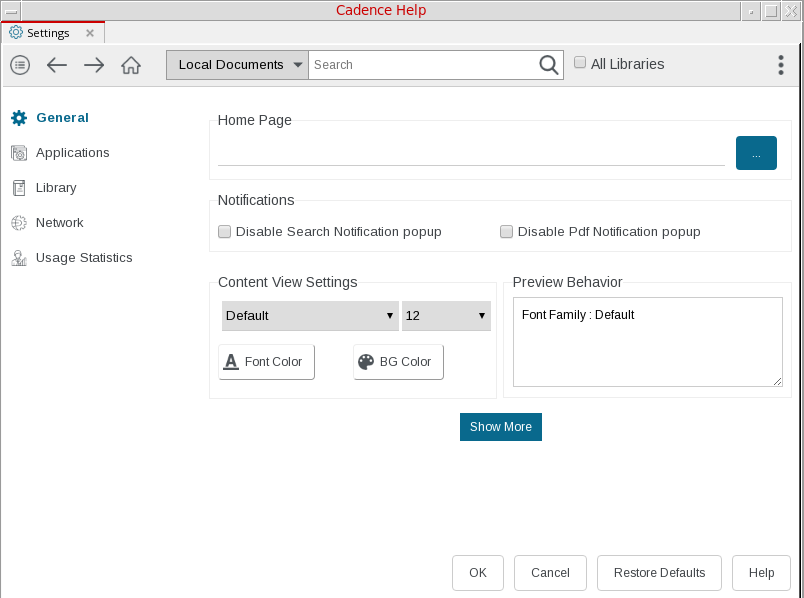 Cadence Help
Settings
Local Documents Search All Libraries
General
Applications
Library
Network
Usage Statistics
Home Page
...
Notifications
Disable Search Notification popup Disable Pdf Notification popup
Content View Settings
Default 12
A Font Color BG Color
Preview Behavior
Font Family : Default
Show More
OK Cancel Restore Defaults Help